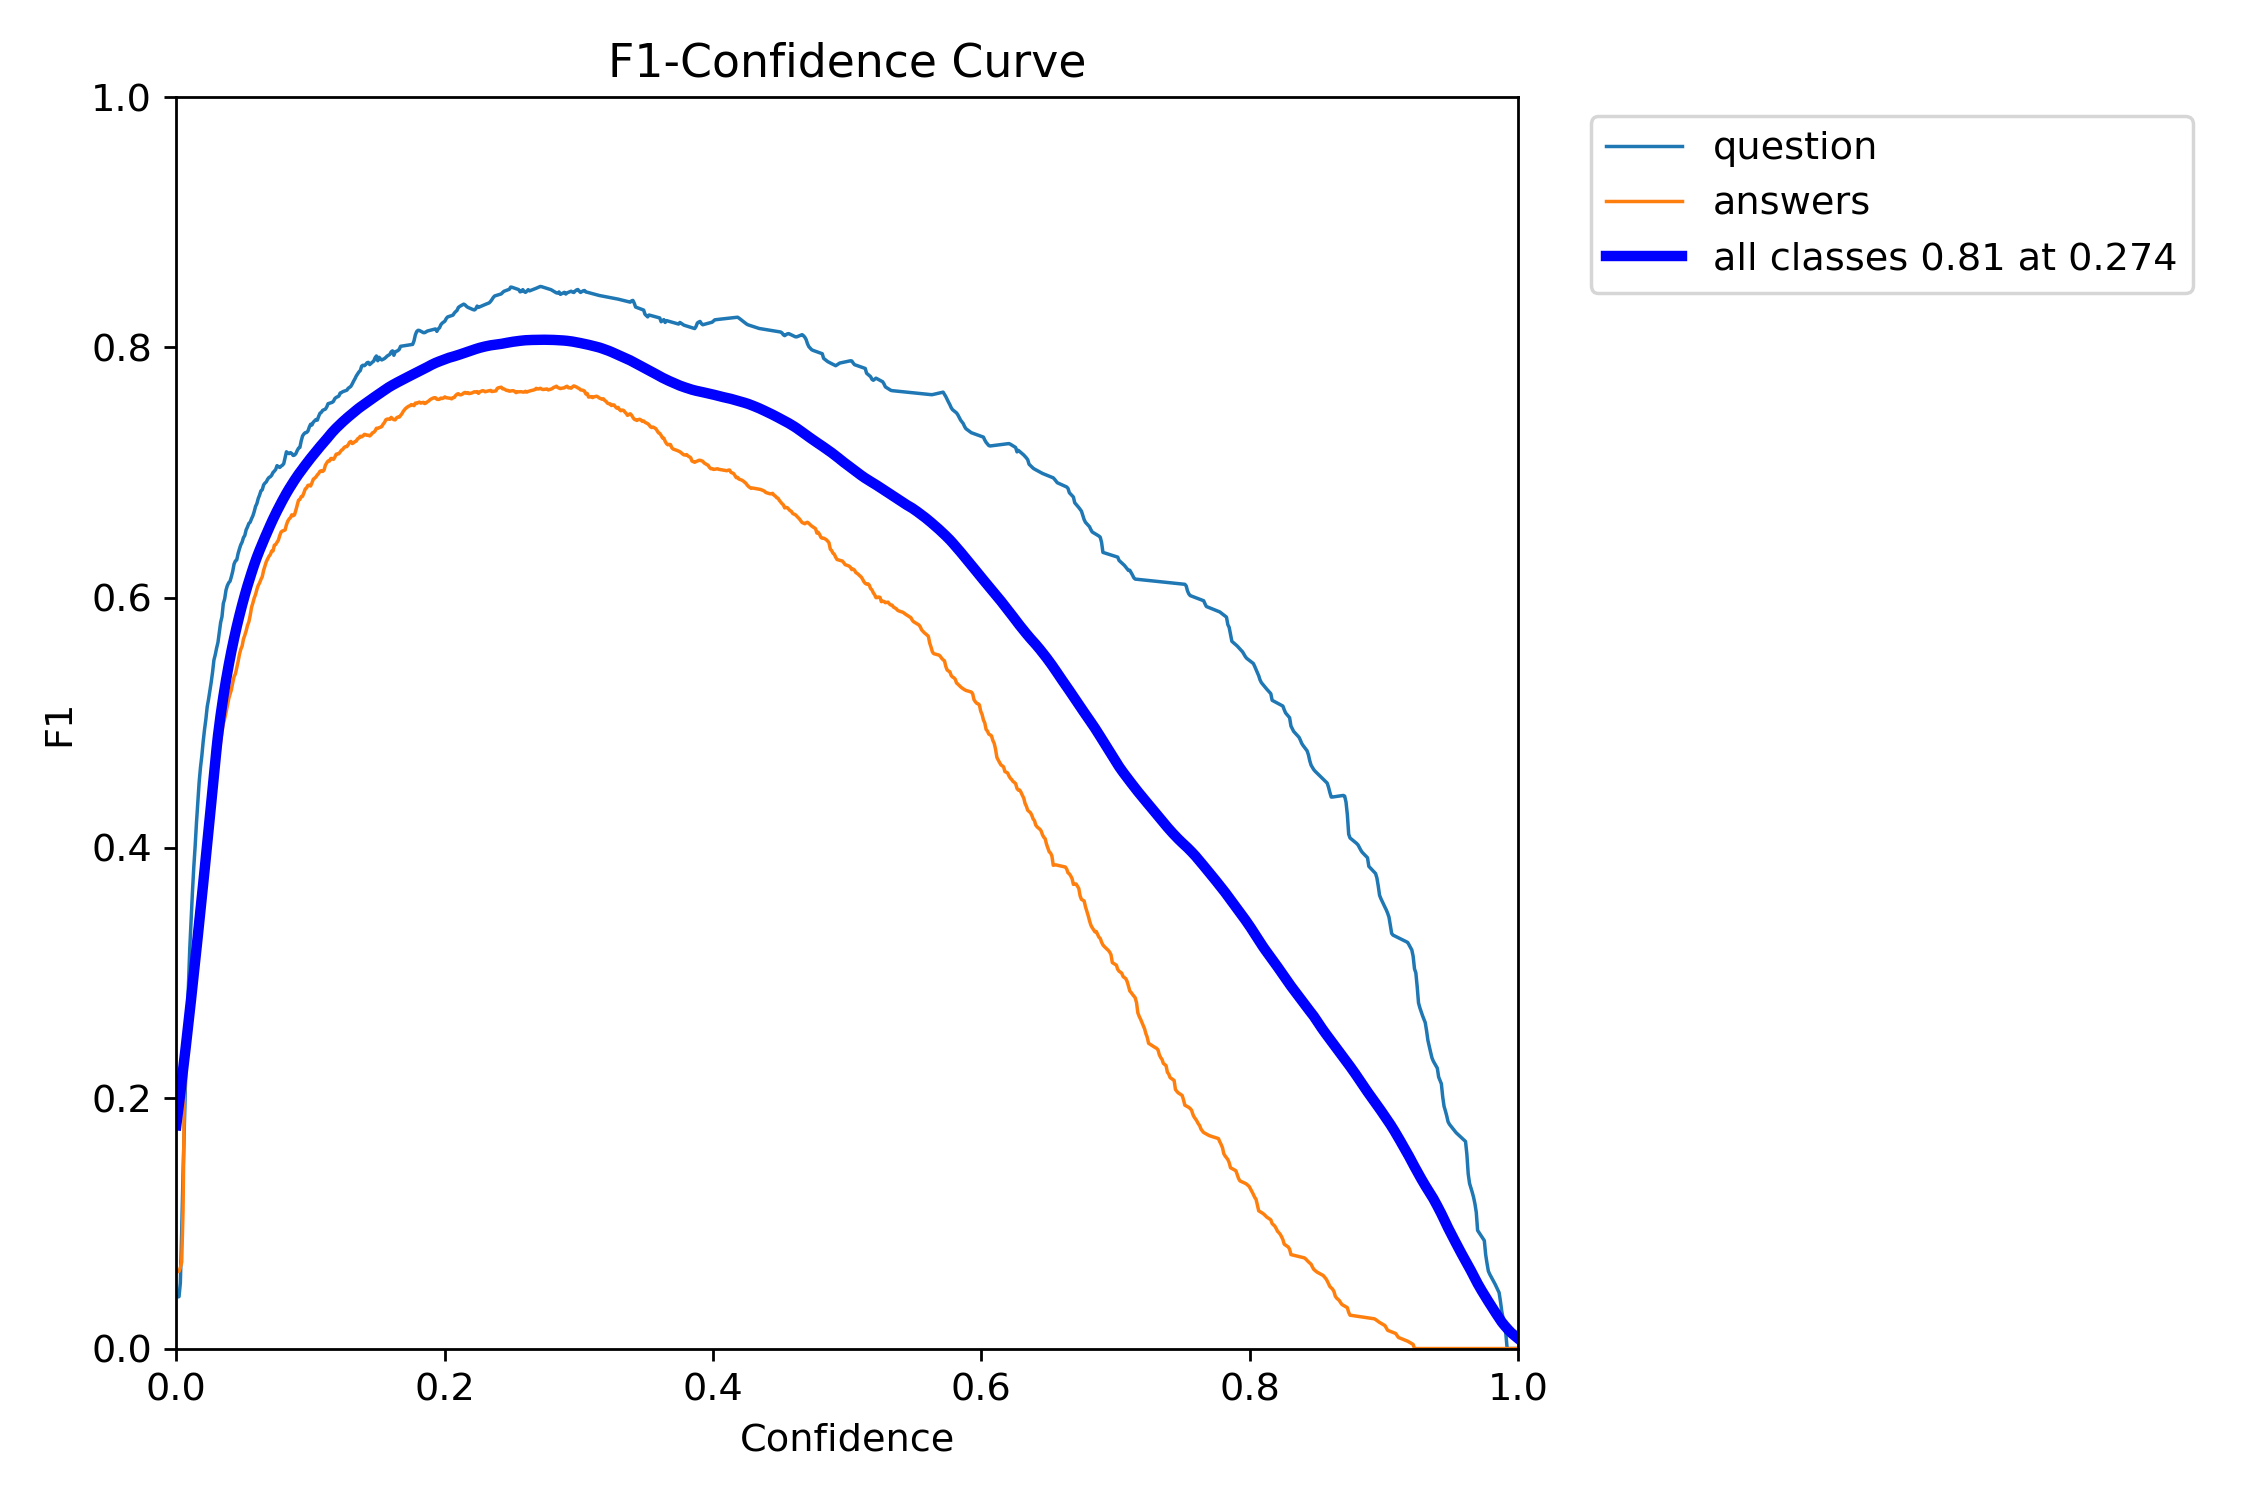 F1-Confidence Curve
1.0
0.8
0.6
0.4
0.2
0.0
F1
0.0 0.2 0.4 0.6 0.8 1.0
Confidence
question
answers
all classes 0.81 at 0.274